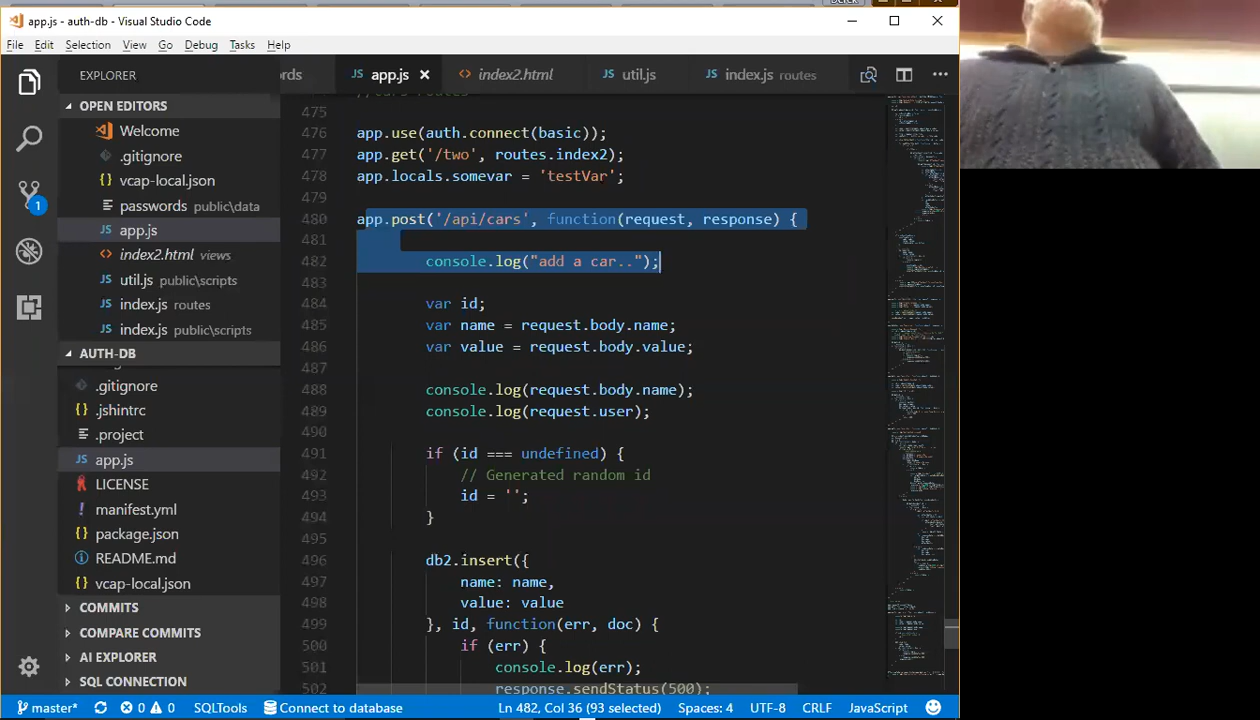 Derek
app.js - auth-db - Visual Studio Code
File Edit Selection View Go Debug Tasks Help
EXPLORER
OPEN EDITORS
Welcome
.gitignore
vcap-local.json
passwords public\data
app.js
index2.html views
util.js public\scripts
index.js routes
index.js public\scripts
AUTH-DB
.gitignore
.jshintrc
.project
app.js
LICENSE
manifest.yml
package.json
README.md
vcap-local.json
COMMITS
COMPARE COMMITS
AI EXPLORER
SQL CONNECTION
1
JS app.js index2.html JS util.js JS index.js routes
475
476 app.use(auth.connect(basic));
477 app.get('/two', routes.index2);
478 app.locals.somevar = 'testVar';
479
480 app.post('/api/cars', function(request, response) {
481
482 console.log("add a car..");
483
484 var id;
485 var name = request.body.name;
486 var value = request.body.value;
487
488 console.log(request.body.name);
489 console.log(request.user);
490
491 if (id === undefined) {
492 // Generated random id
493 id = '';
494 }
495
496 db2.insert({
497 name: name,
498 value: value
499 }, id, function(err, doc) {
500 if (err) {
501 console.log(err);
502 response.sendStatus(500);
master* 0 0 SQLTools Connect to database Ln 482, Col 36 (93 selected) Spaces: 4 UTF-8 CRLF JavaScript